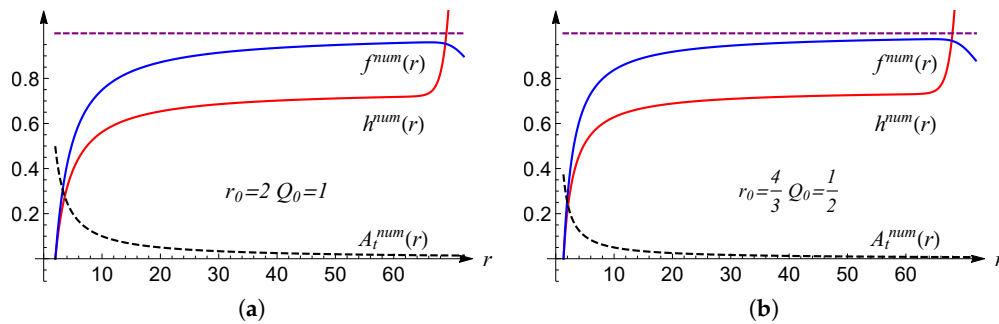 0.8
0.6
0.4
0.2
10 20 30 40 50 60
r
f^num(r)
h^num(r)
r₀=2 Q₀=1
A_t^num(r)
(a)
0.8
0.6
0.4
0.2
10 20 30 40 50 60
r
f^num(r)
h^num(r)
r₀=4/3 Q₀=1/2
A_t^num(r)
(b)